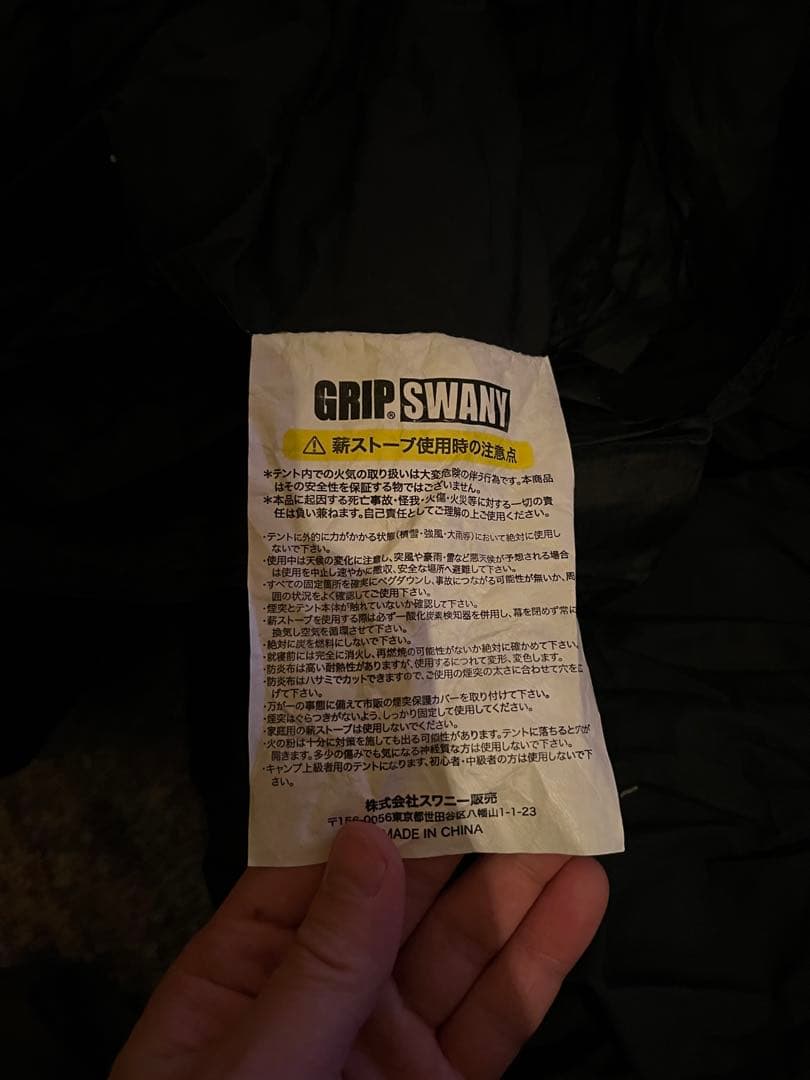 GRIP® SWANY
⚠ 薪ストーブ使用時の注意点
＊テント内での火気の取り扱いは大変危険の伴う行為です。本商品
はその安全性を保証する物ではございません。
＊本品に起因する死亡事故・怪我・火傷・火災等に対する一切の責
任は負い兼ねます。自己責任としてご理解の上ご使用ください。
・テントに外的に力がかかる状態(積雪・強風・大雨等)において絶対に使用し
ないで下さい。
・使用中は天候の変化に注意し、突風や豪雨・雷など悪天候が予想される場合
は使用を中止し速やかに撤収、安全な場所へ避難して下さい。
・すべての固定箇所を確実にペグダウンし、事故につながる可能性が無いか、周
囲の状況をよく確認してご使用下さい。
・煙突とテント本体が触れていないか確認して下さい。
・薪ストーブを使用する際は必ず一酸化炭素検知器を併用し、幕を閉めず常に
換気し空気を循環させて下さい。
・絶対に炭を燃料にしないで下さい。
・就寝前には完全に消火し、再燃焼の可能性がないか絶対に確かめて下さい。
・防炎布は高い耐熱性がありますが、使用するにつれて変形、変色します。
・防炎布はハサミでカットできますので、ご使用の煙突の太さに合わせて穴を
げて下さい。
・万が一の事態に備えて市販の煙突保護カバーを取り付けて下さい。
・煙突はぐらつきがないよう、しっかり固定して使用してください。
・家庭用の薪ストーブは使用しないでください。
・火の粉は十分に対策を施しても出る可能性があります。テントに落ちると穴が
開きます。多少の傷みでも気になる神経質な方は使用しないで下さい。
・キャンプ上級者用のテントになります、初心者・中級者の方は使用しないで下
さい。
株式会社スワニー販売
〒156-0056東京都世田谷区八幡山1-1-23
MADE IN CHINA